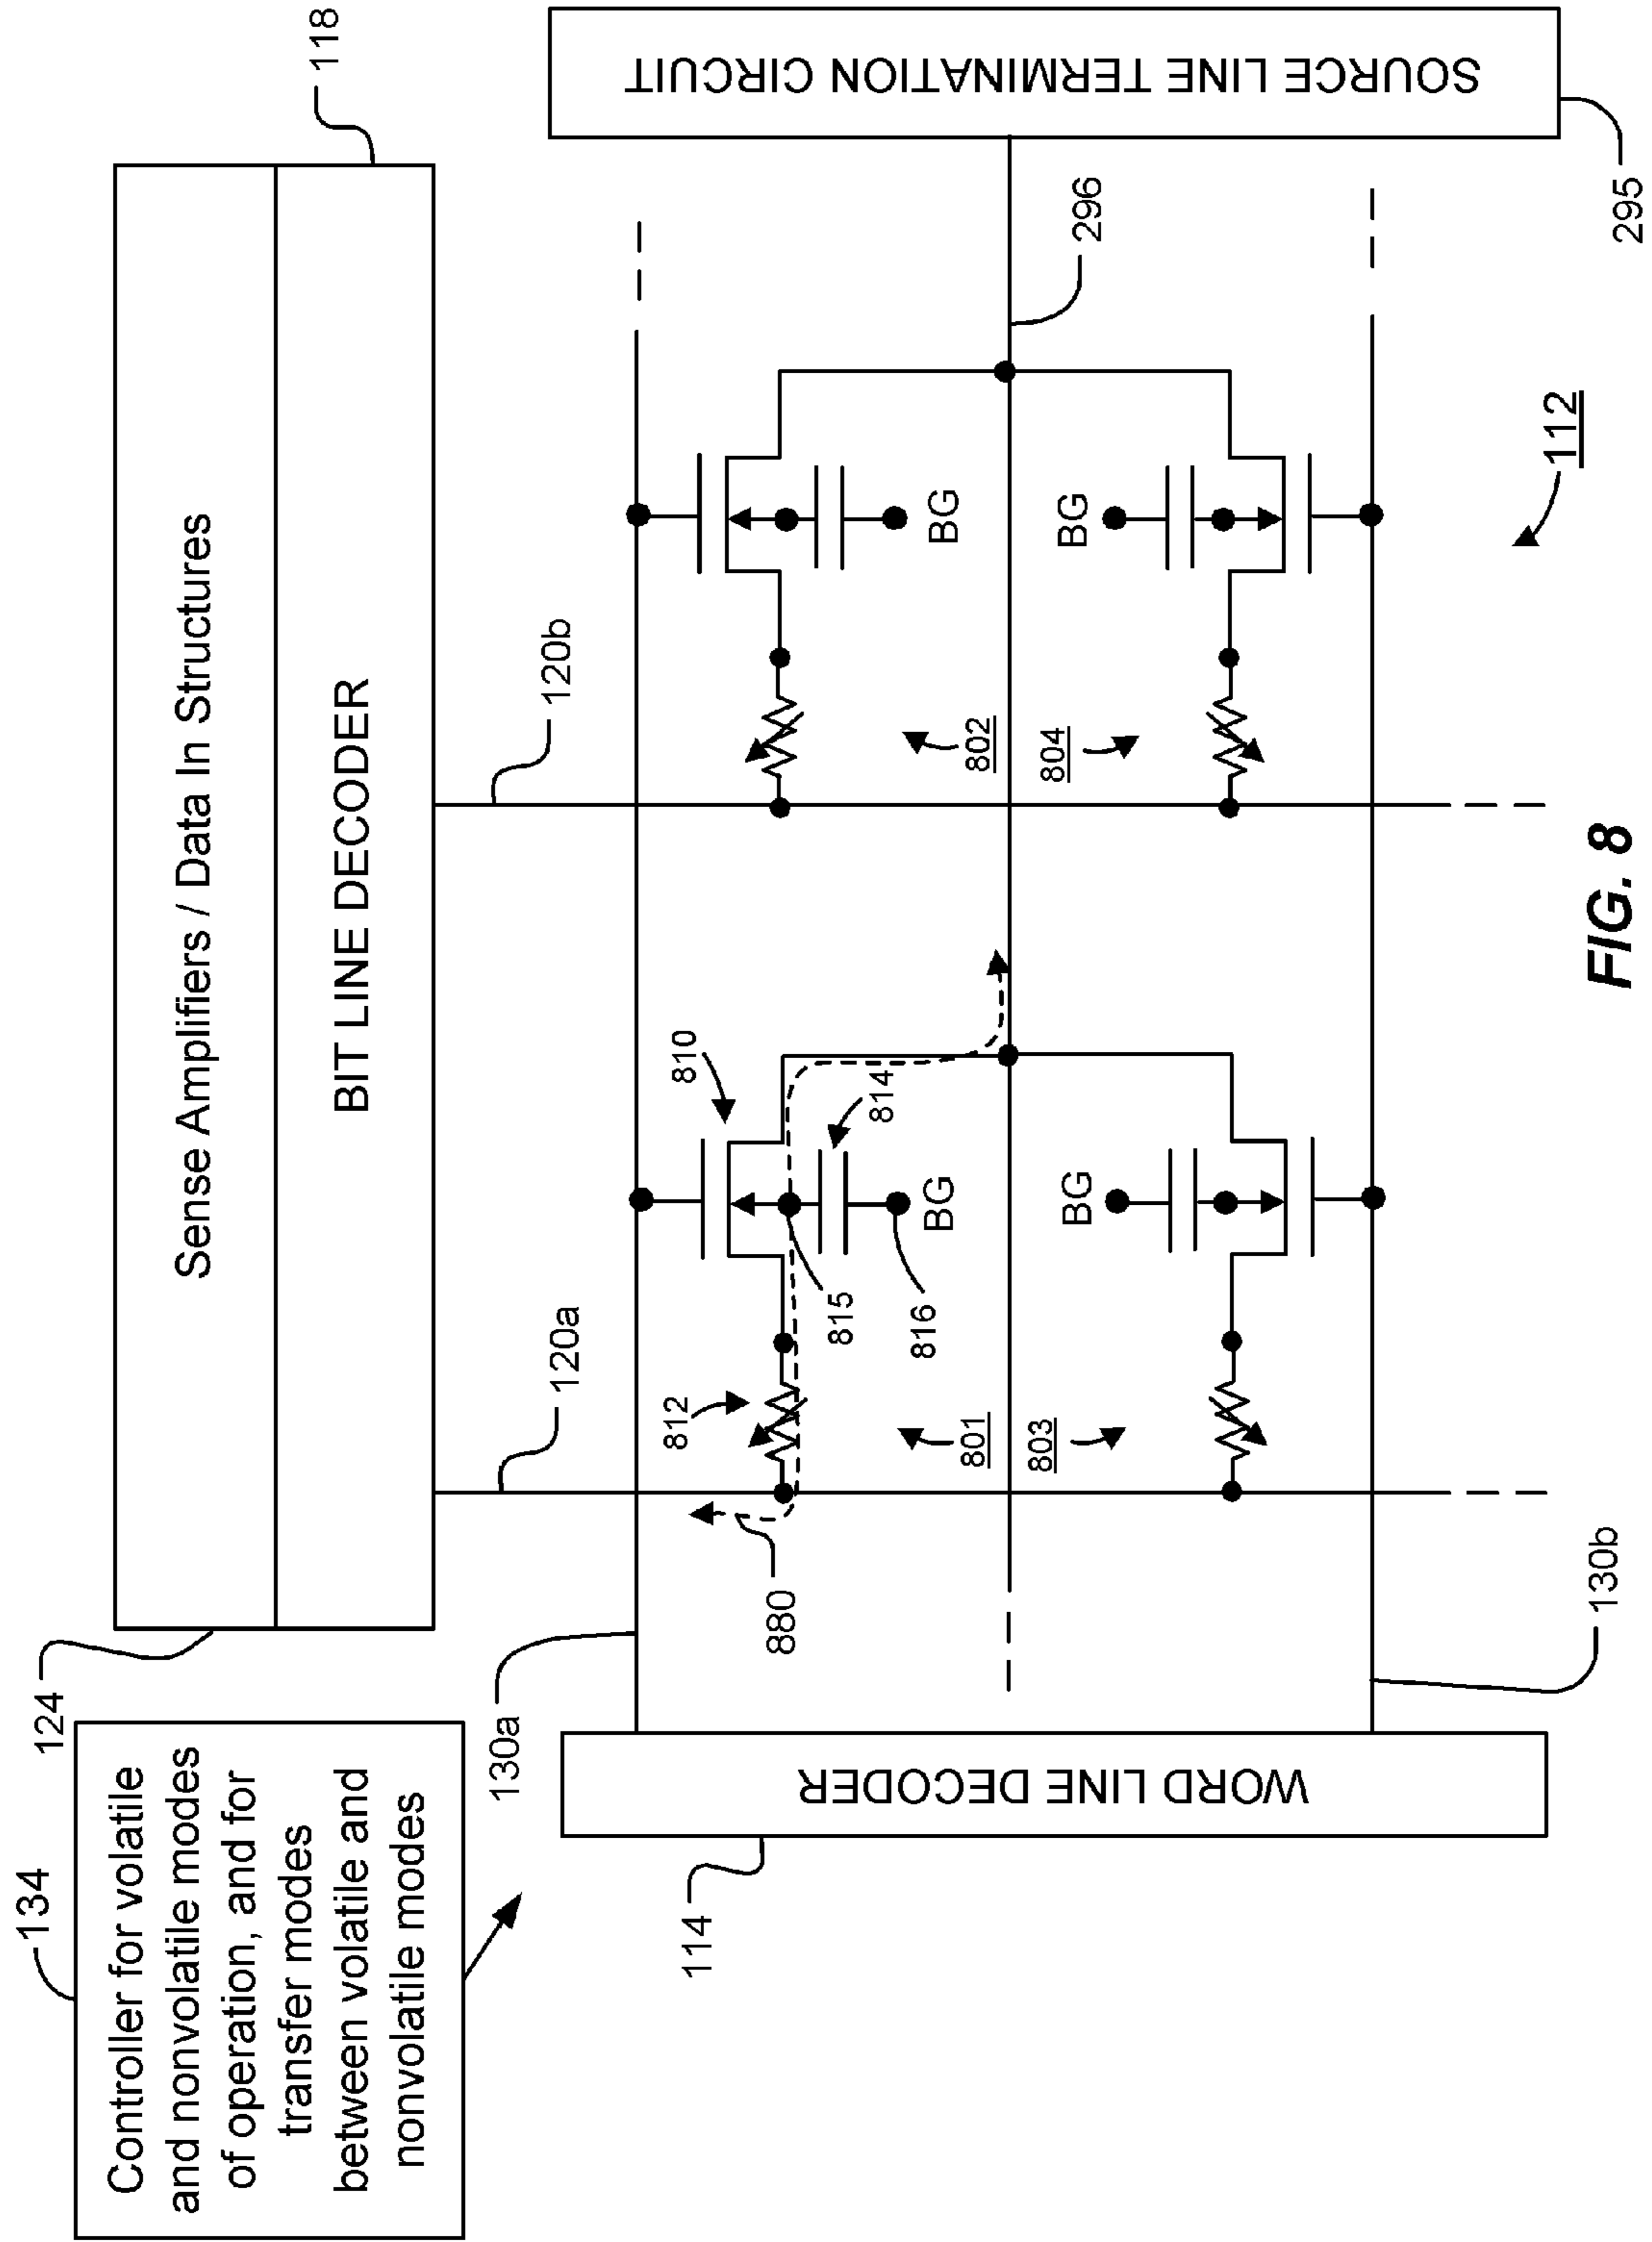 134
Controller for volatile
and nonvolatile modes
of operation, and for
transfer modes
between volatile and
nonvolatile modes
124
Sense Amplifiers / Data In Structures
BIT LINE DECODER
118
130a
120a
120b
114
WORD LINE DECODER
SOURCE LINE TERMINATION CIRCUIT
295
880
812
810
814
815
816
BG
BG
801
802
296
803
804
BG
BG
130b
112
FIG. 8